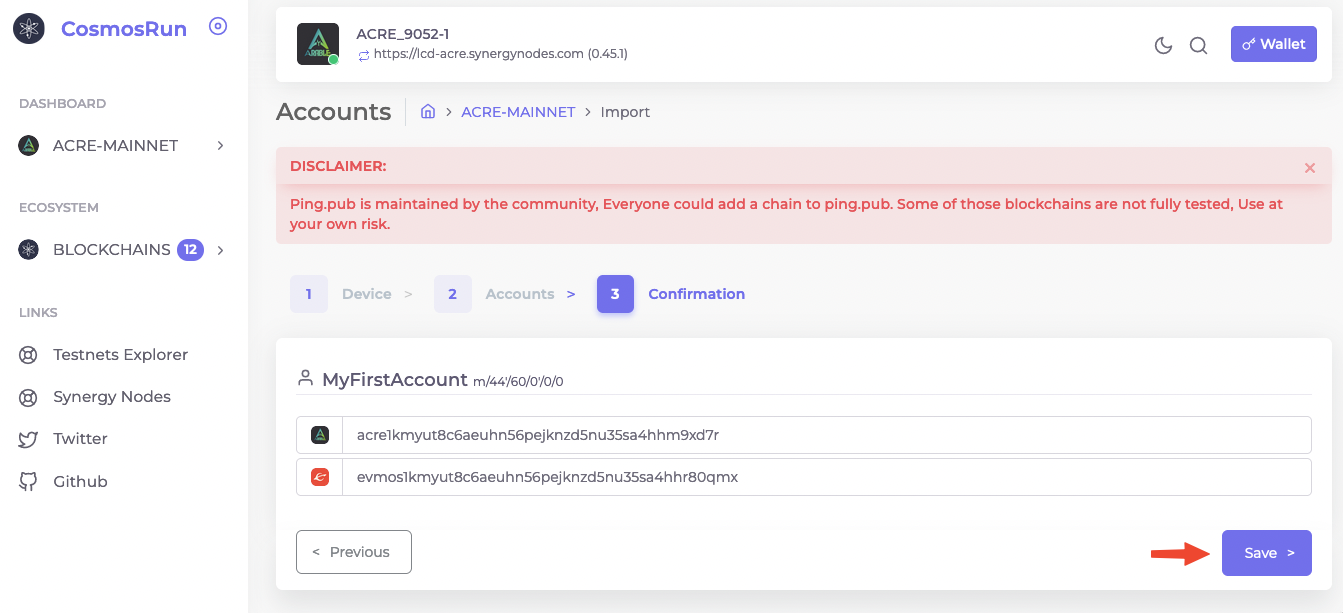 CosmosRun
DASHBOARD
ACRE-MAINNET
ECOSYSTEM
BLOCKCHAINS 12
LINKS
Testnets Explorer
Synergy Nodes
Twitter
Github
ARABLE
ACRE_9052-1
https://lcd-acre.synergynodes.com (0.45.1)
Wallet
Accounts
ACRE-MAINNET > Import
DISCLAIMER:
Ping.pub is maintained by the community, Everyone could add a chain to ping.pub. Some of those blockchains are not fully tested, Use at
your own risk.
1 Device > 2 Accounts > 3 Confirmation
MyFirstAccount m/44'/60/0'/0/0
acre1kmyut8c6aeuhn56pejknzd5nu35sa4hhm9xd7r
evmos1kmyut8c6aeuhn56pejknzd5nu35sa4hhr80qmx
< Previous
Save >